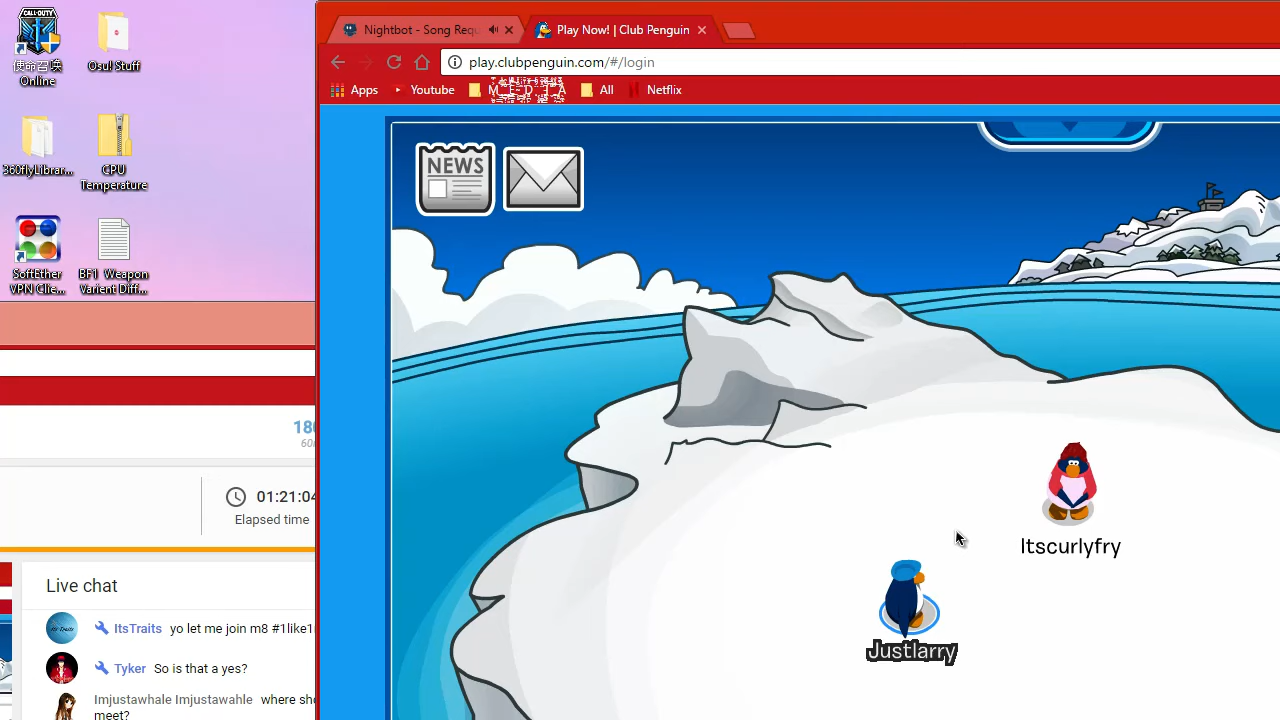 使命召唤
Online
Osu! Stuff
360flyLibrar...
CPU
Temperature
SoftEther
VPN Clie...
BF1 Weapon
Varient Diff...
Nightbot - Song Requ
Play Now! | Club Penguin
play.clubpenguin.com/#/login
Apps
Youtube
M E D I A
All
Netflix
NEWS
180
01:21:04
Elapsed time
Live chat
ItsTraits yo let me join m8 #1like1
Tyker So is that a yes?
Imjustawhale Imjustawahle where sho
meet?
Itscurlyfry
Justlarry